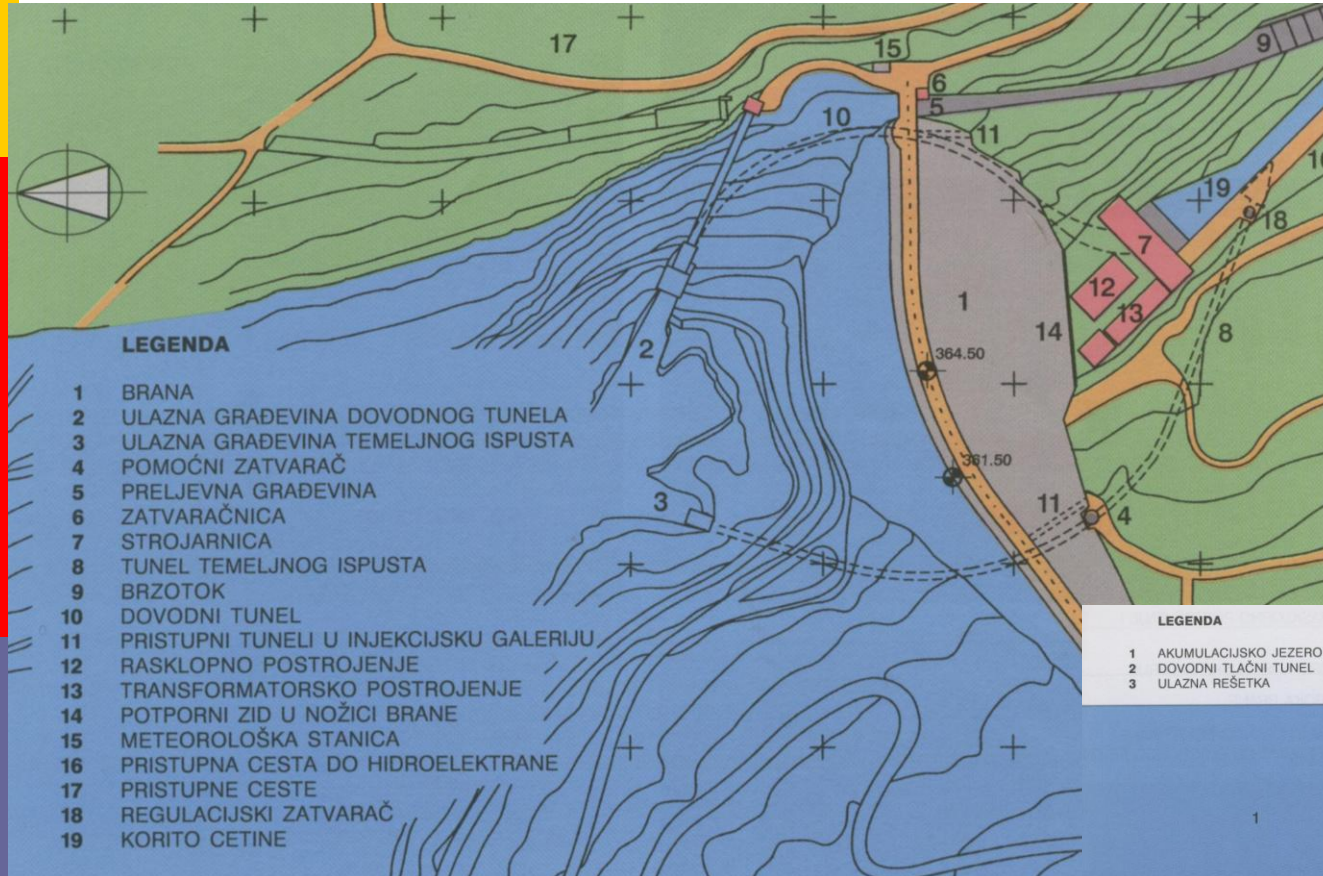 17
15
9
6
5
10
11
16
19
18
7
12
1
13
2
14
8
364.50
361.50
3
11
4
LEGENDA
1 BRANA
2 ULAZNA GRAĐEVINA DOVODNOG TUNELA
3 ULAZNA GRAĐEVINA TEMELJNOG ISPUSTA
4 POMOĆNI ZATVARAČ
5 PRELJEVNA GRAĐEVINA
6 ZATVARAČNICA
7 STROJARNICA
8 TUNEL TEMELJNOG ISPUSTA
9 BRZOTOK
10 DOVODNI TUNEL
11 PRISTUPNI TUNELI U INJEKCIJSKU GALERIJU
12 RASKLOPNO POSTROJENJE
13 TRANSFORMATORSKO POSTROJENJE
14 POTPORNI ZID U NOŽICI BRANE
15 METEOROLOŠKA STANICA
16 PRISTUPNA CESTA DO HIDROELEKTRANE
17 PRISTUPNE CESTE
18 REGULACIJSKI ZATVARAČ
19 KORITO CETINE
LEGENDA
1 AKUMULACIJSKO JEZERO
2 DOVODNI TLAČNI TUNEL
3 ULAZNA REŠETKA
1